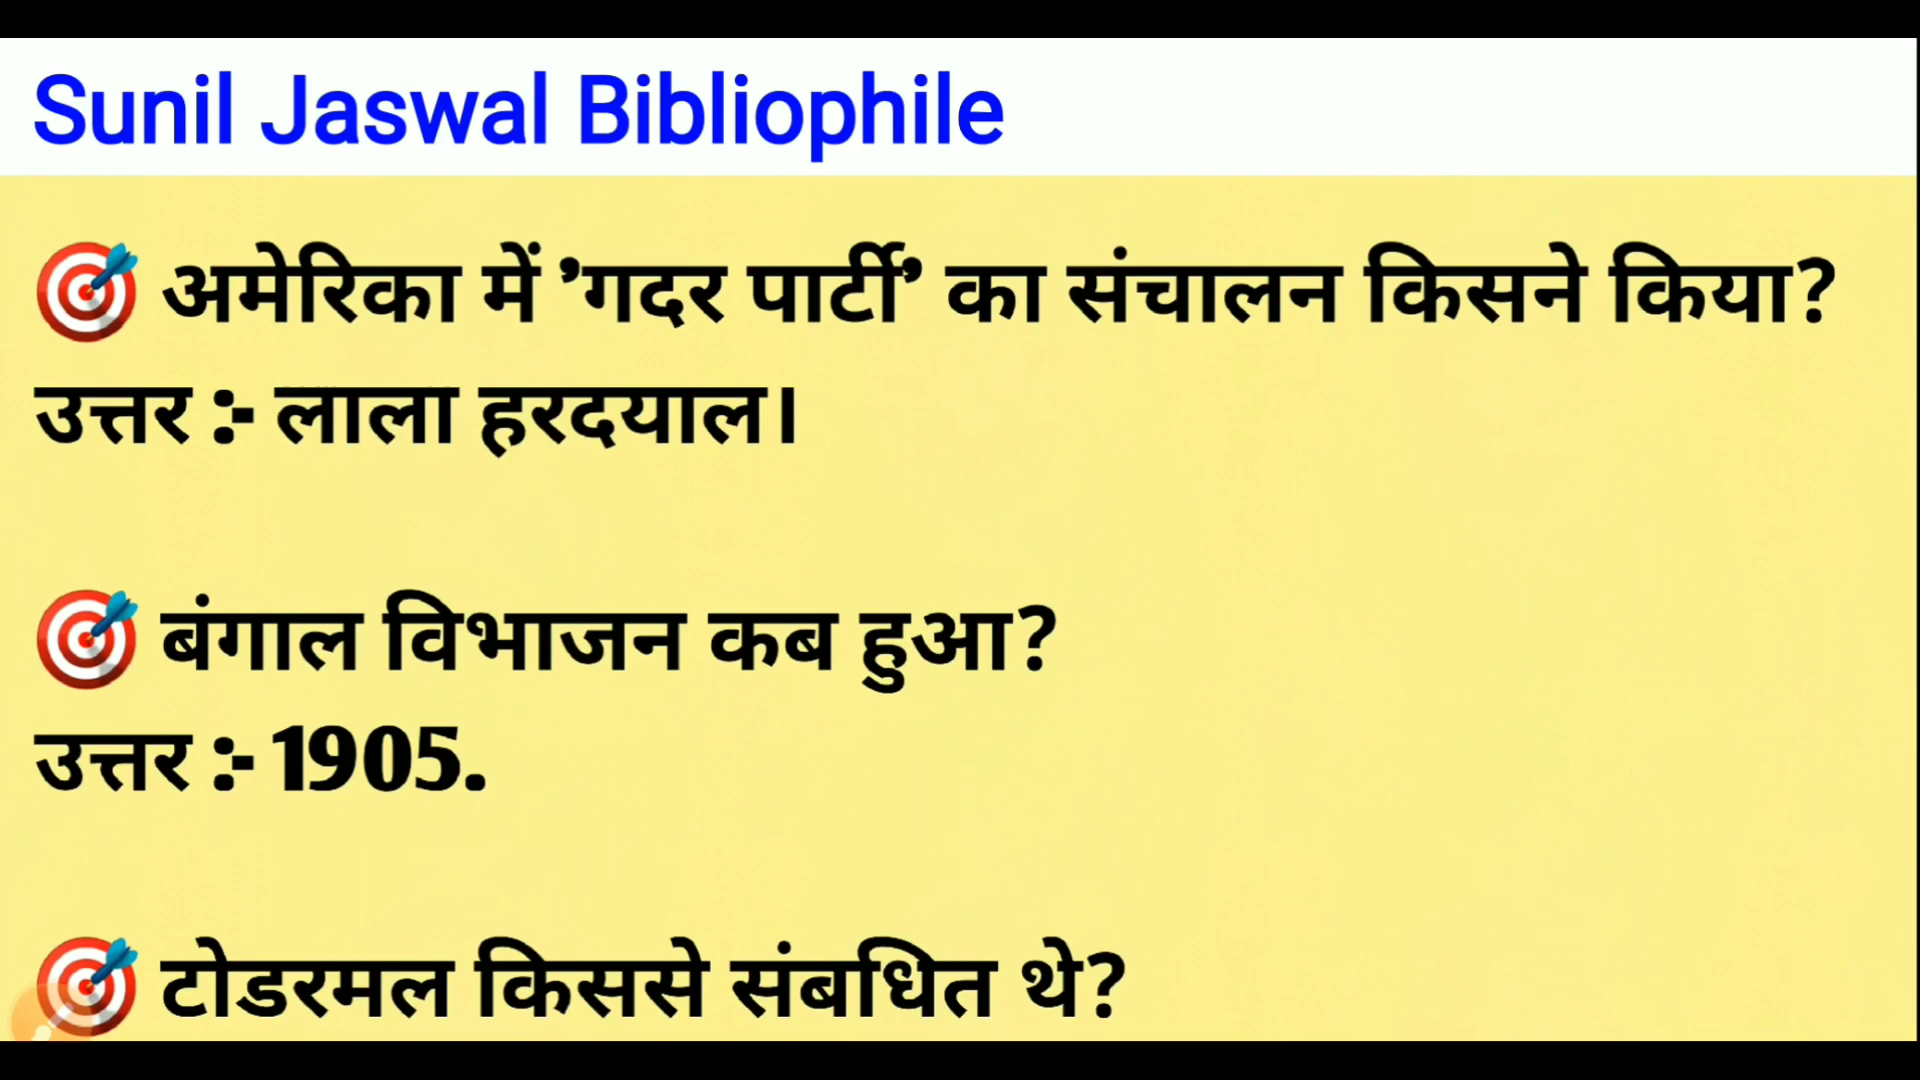 Sunil Jaswal Bibliophile
🎯 अमेरिका में ’गदर पार्टी’ का संचालन किसने किया?
उत्तर :- लाला हरदयाल।
🎯 बंगाल विभाजन कब हुआ?
उत्तर :- 1905.
🎯 टोडरमल किससे संबधित थे?